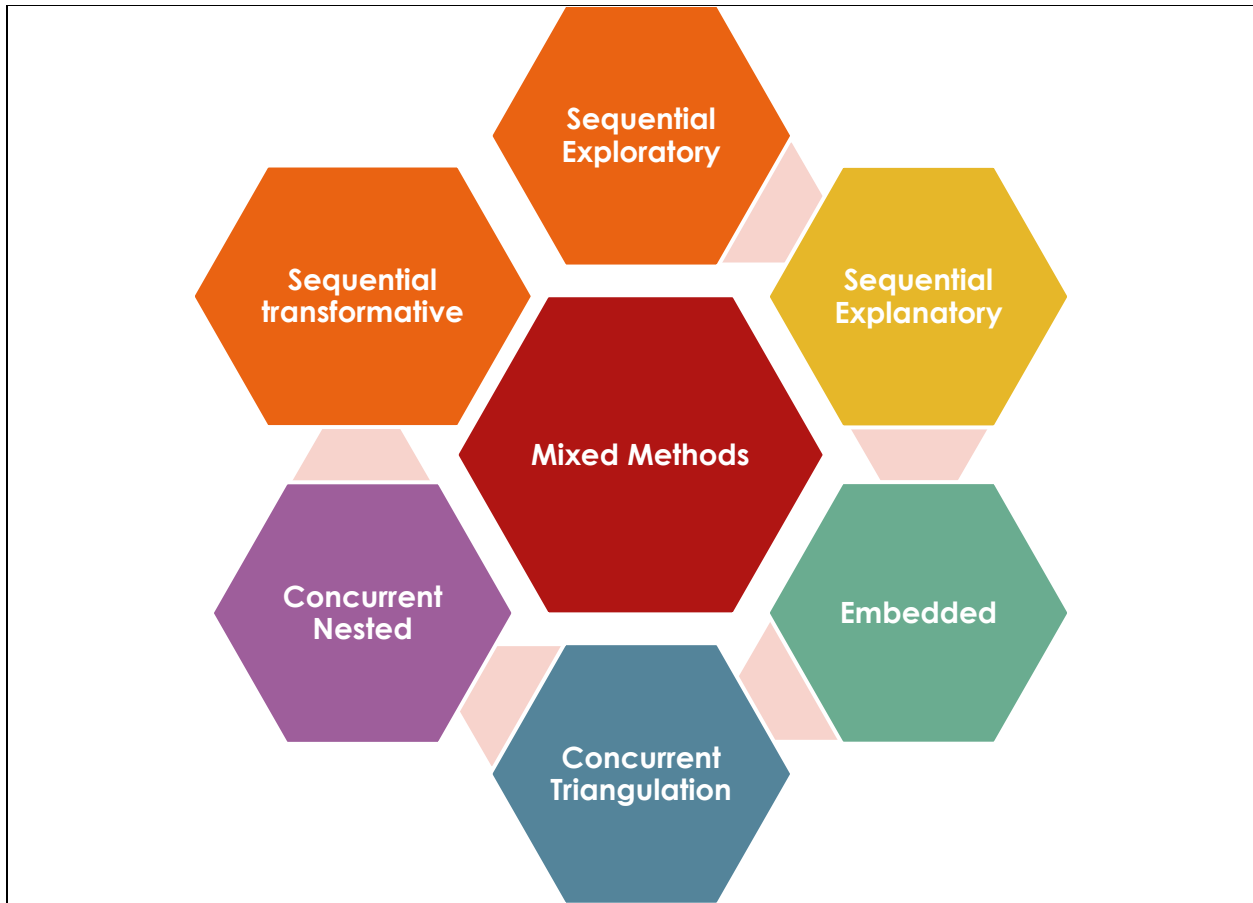 Sequential
Exploratory
Sequential
transformative
Sequential
Explanatory
Mixed Methods
Concurrent
Nested
Embedded
Concurrent
Triangulation